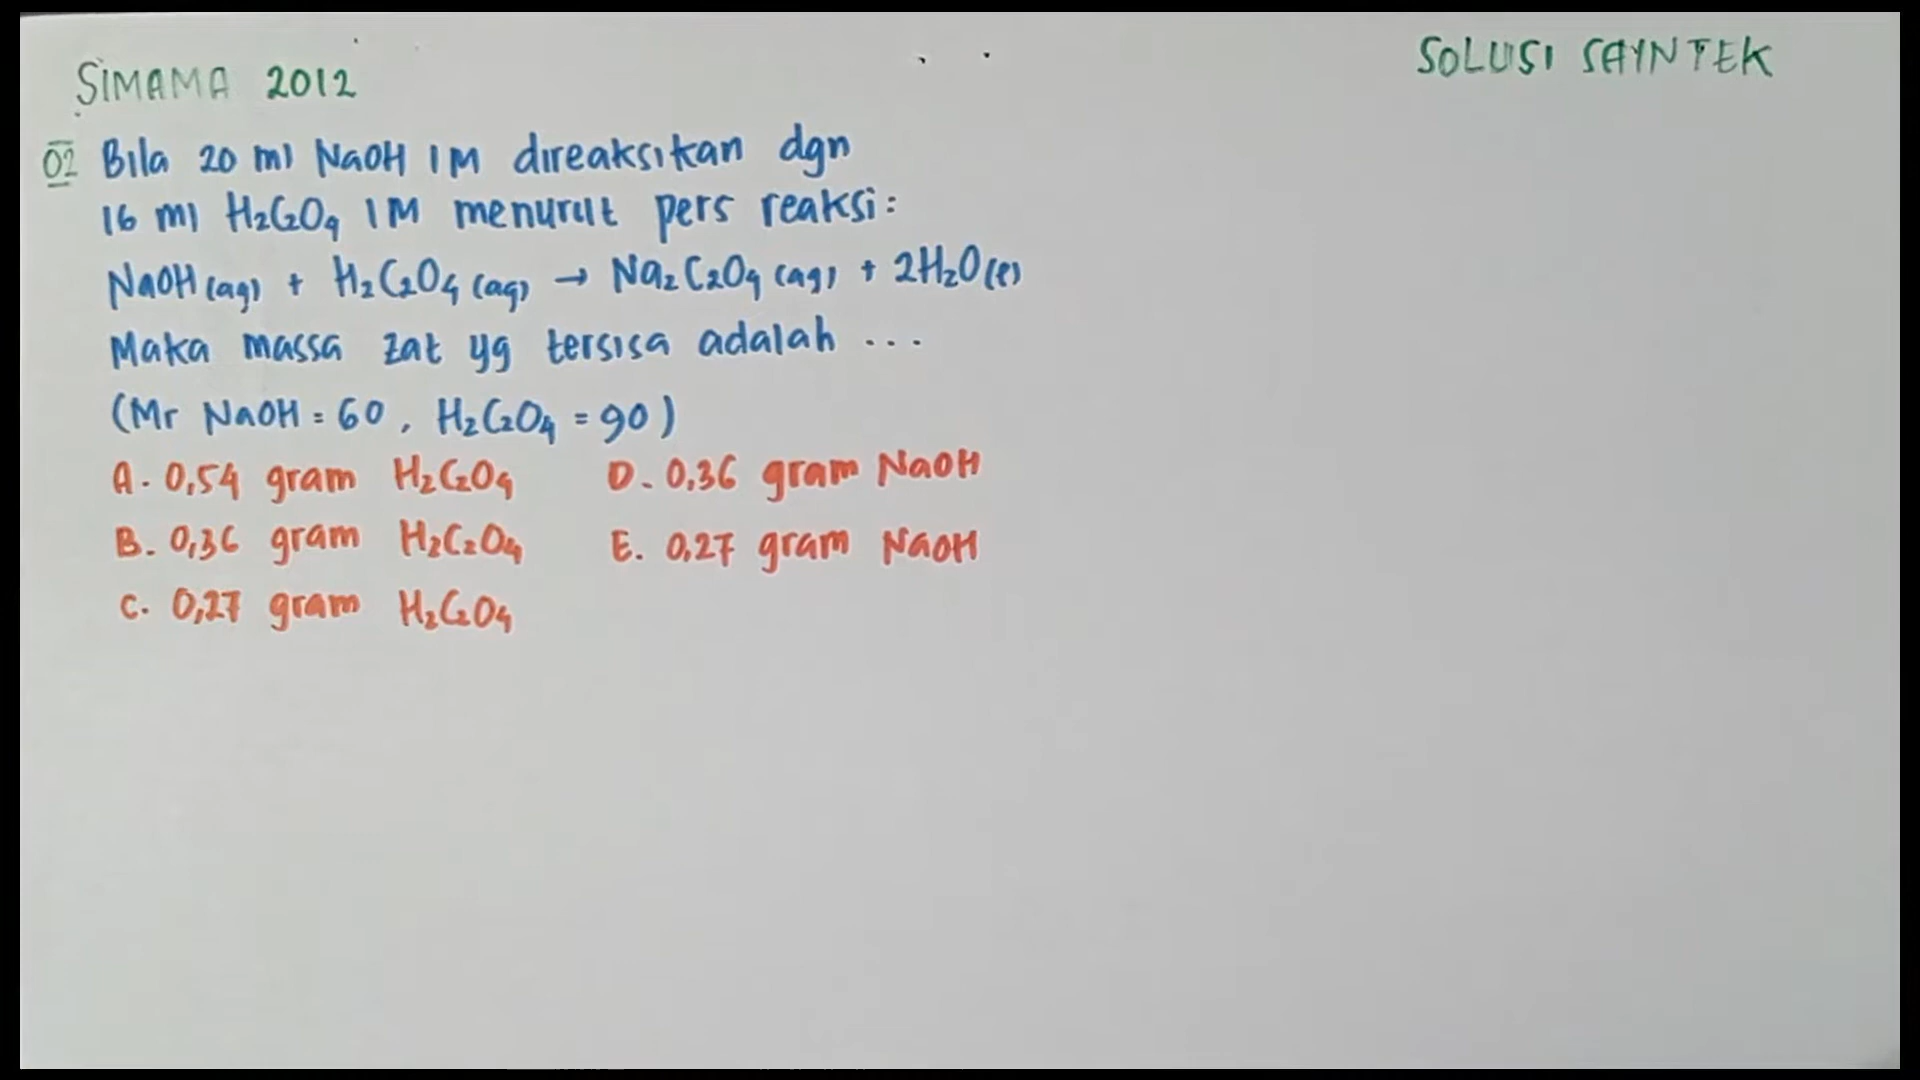 SIMAMA 2012
SOLUSI SAYNTEK
02 Bila 20 ml NaOH 1M direaksikan dgn
16 ml H₂C₂O₄ 1M menurut pers reaksi:
NaOH(aq) + H₂C₂O₄(aq) → Na₂C₂O₄(aq) + 2H₂O(l)
Maka massa zat yg tersisa adalah ...
(Mr NaOH = 60, H₂C₂O₄ = 90)
A. 0,54 gram H₂C₂O₄
B. 0,36 gram H₂C₂O₄
C. 0,27 gram H₂C₂O₄
D. 0,36 gram NaOH
E. 0,27 gram NaOH